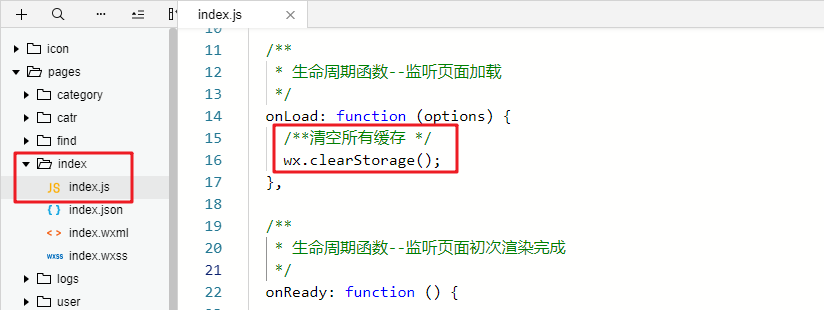 index.js
icon
pages
category
catr
find
index
JS index.js
{ } index.json
< > index.wxml
wxss index.wxss
logs
user
10
11 /**
12 * 生命周期函数--监听页面加载
13 */
14 onLoad: function (options) {
15 /**清空所有缓存 */
16 wx.clearStorage();
17 },
18
19 /**
20 * 生命周期函数--监听页面初次渲染完成
21 */
22 onReady: function () {